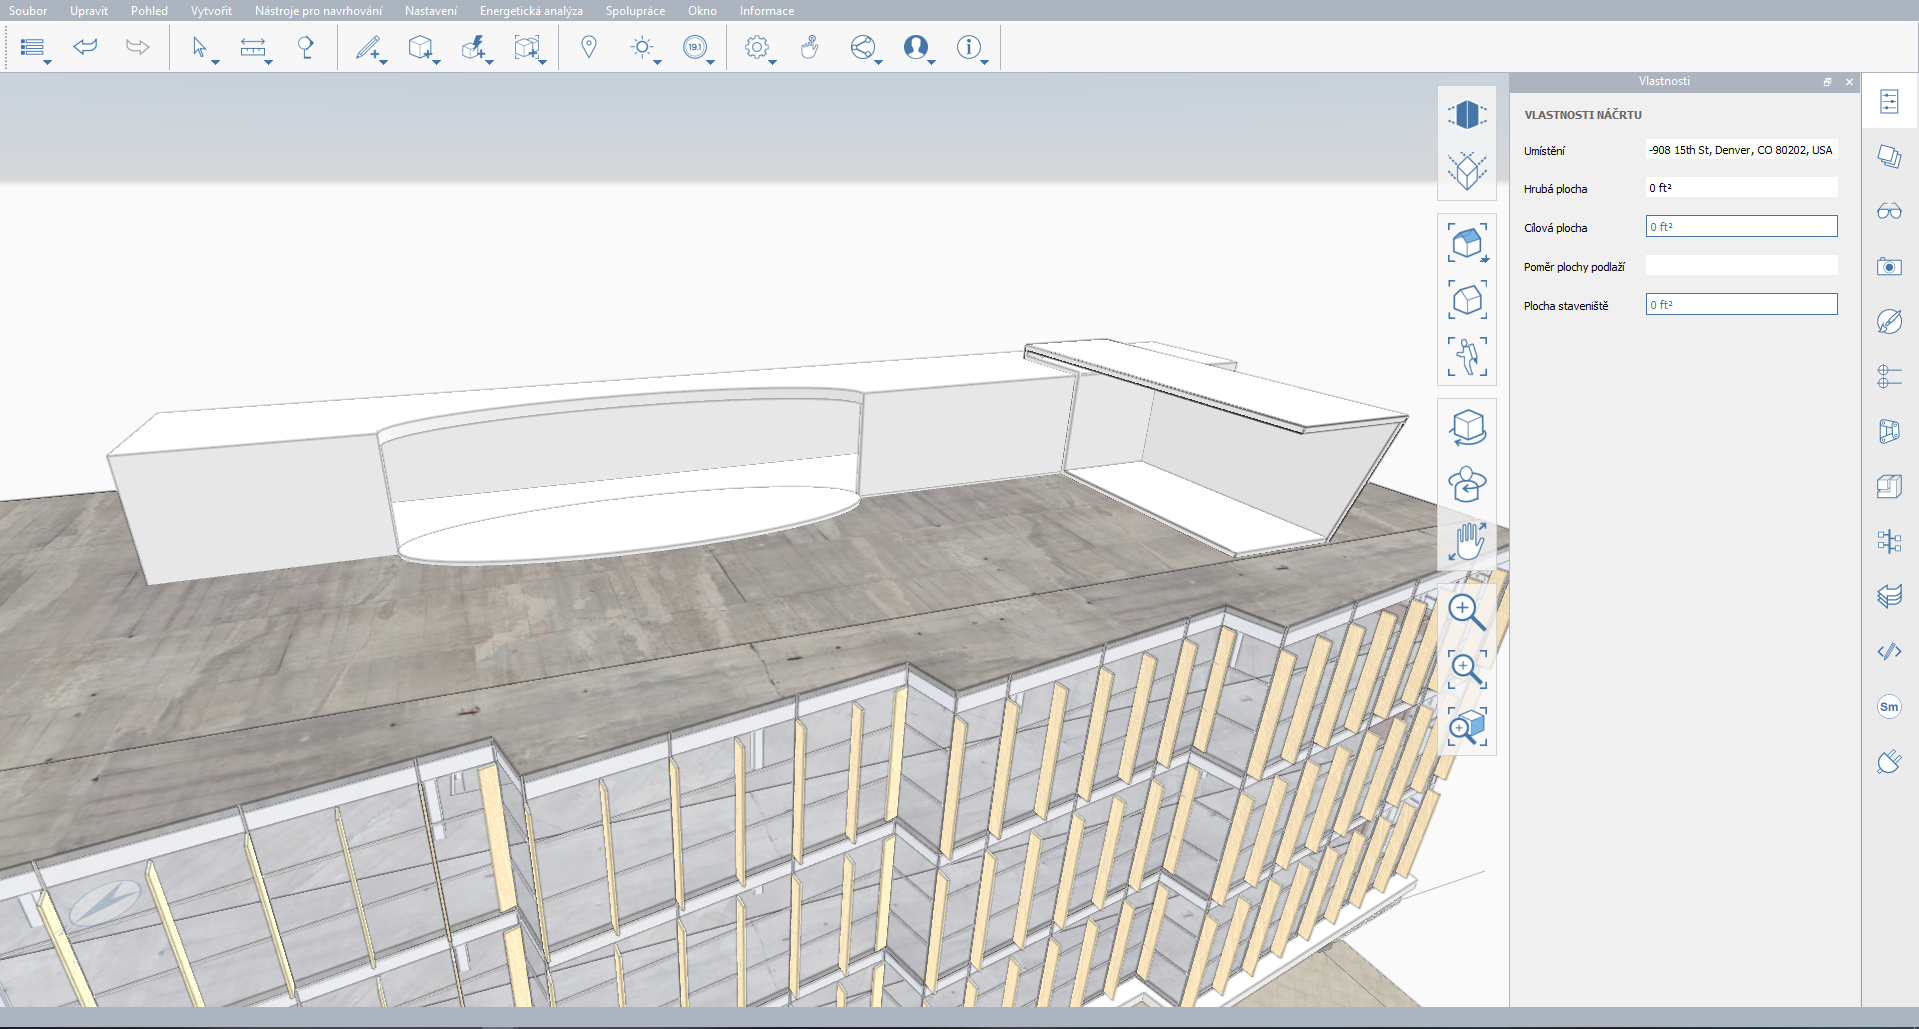 Soubor Upravit Pohled Vytvořit Nástroje pro navrhování Nastavení Energetická analýza Spolupráce Okno Informace
19.1
Vlastnosti
VLASTNOSTI NÁČRTU
Umístění -908 15th St, Denver, CO 80202, USA
Hrubá plocha 0 ft²
Cílová plocha 0 ft²
Poměr plochy podlaží
Plocha staveniště 0 ft²
Sm